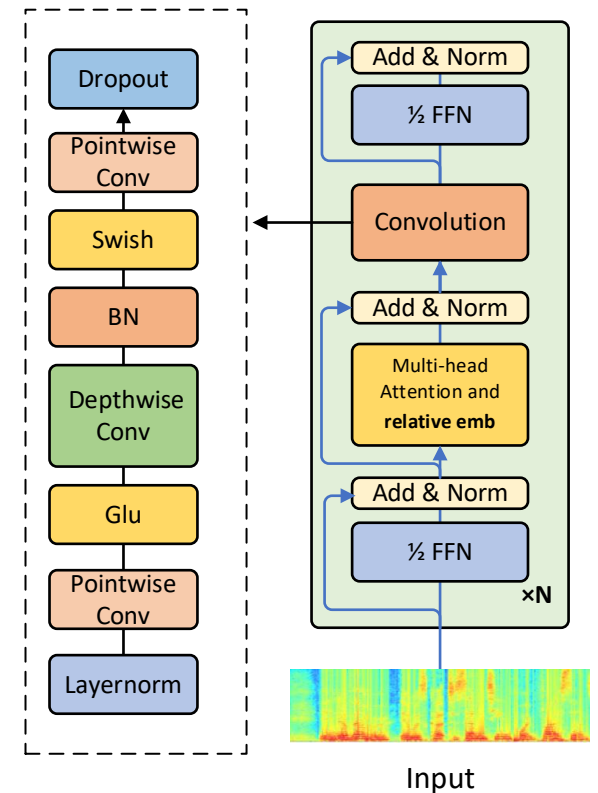 Dropout
Pointwise
Conv
Swish
BN
Depthwise
Conv
Glu
Pointwise
Conv
Layernorm
Add & Norm
½ FFN
Convolution
Add & Norm
Multi-head
Attention and
relative emb
Add & Norm
½ FFN
×N
Input